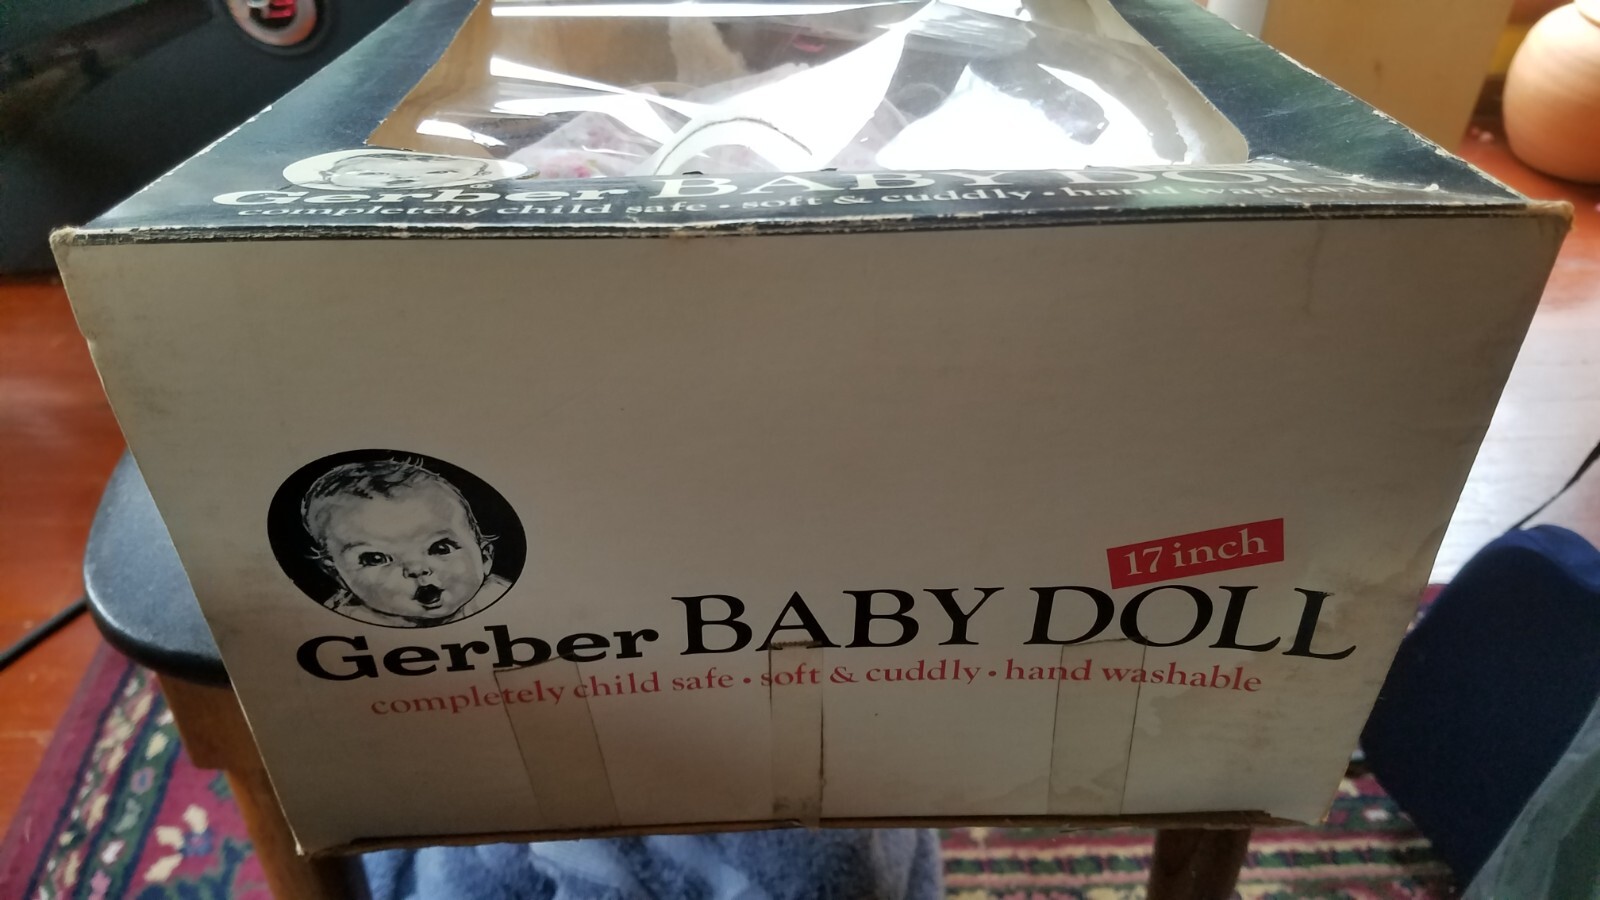 Gerber BABY DOLL
completely child safe • soft & cuddly • hand washable
17 inch
Gerber BABY DOLL
completely child safe • soft & cuddly • hand washable